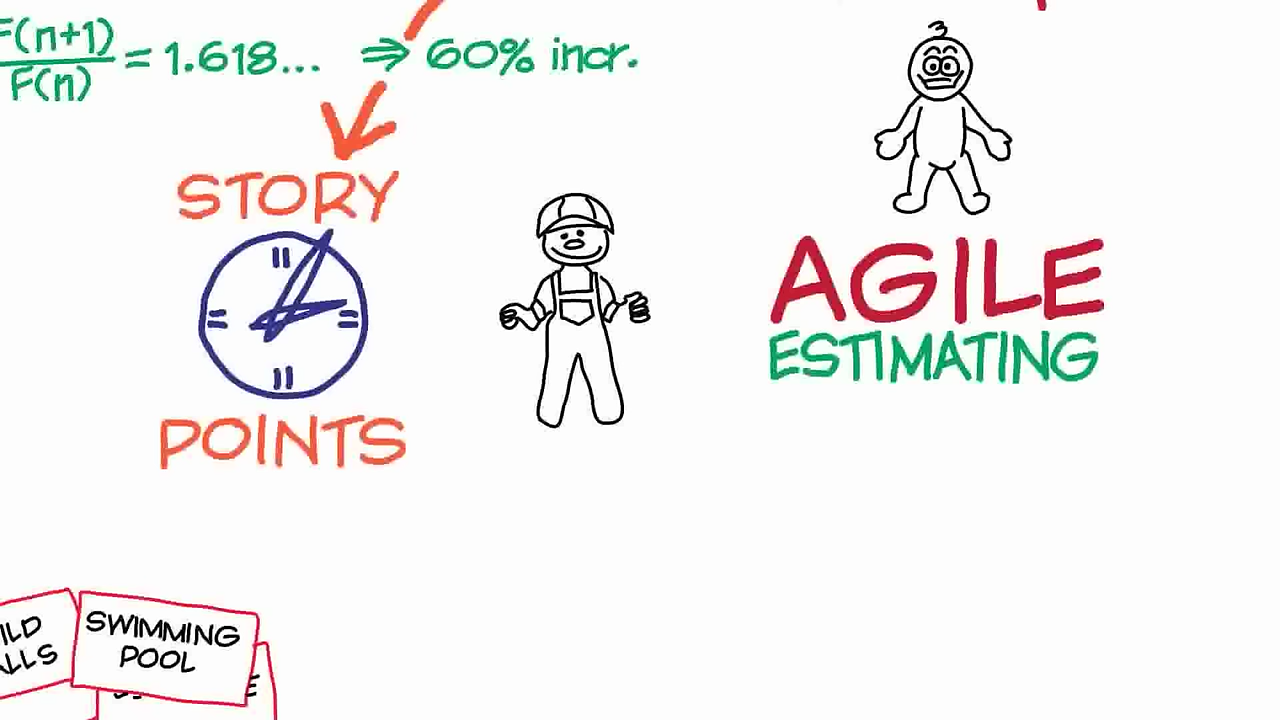 F(n+1)
F(n)
= 1.618... ⇒ 60% incr.
STORY
POINTS
AGILE
ESTIMATING
SWIMMING
POOL